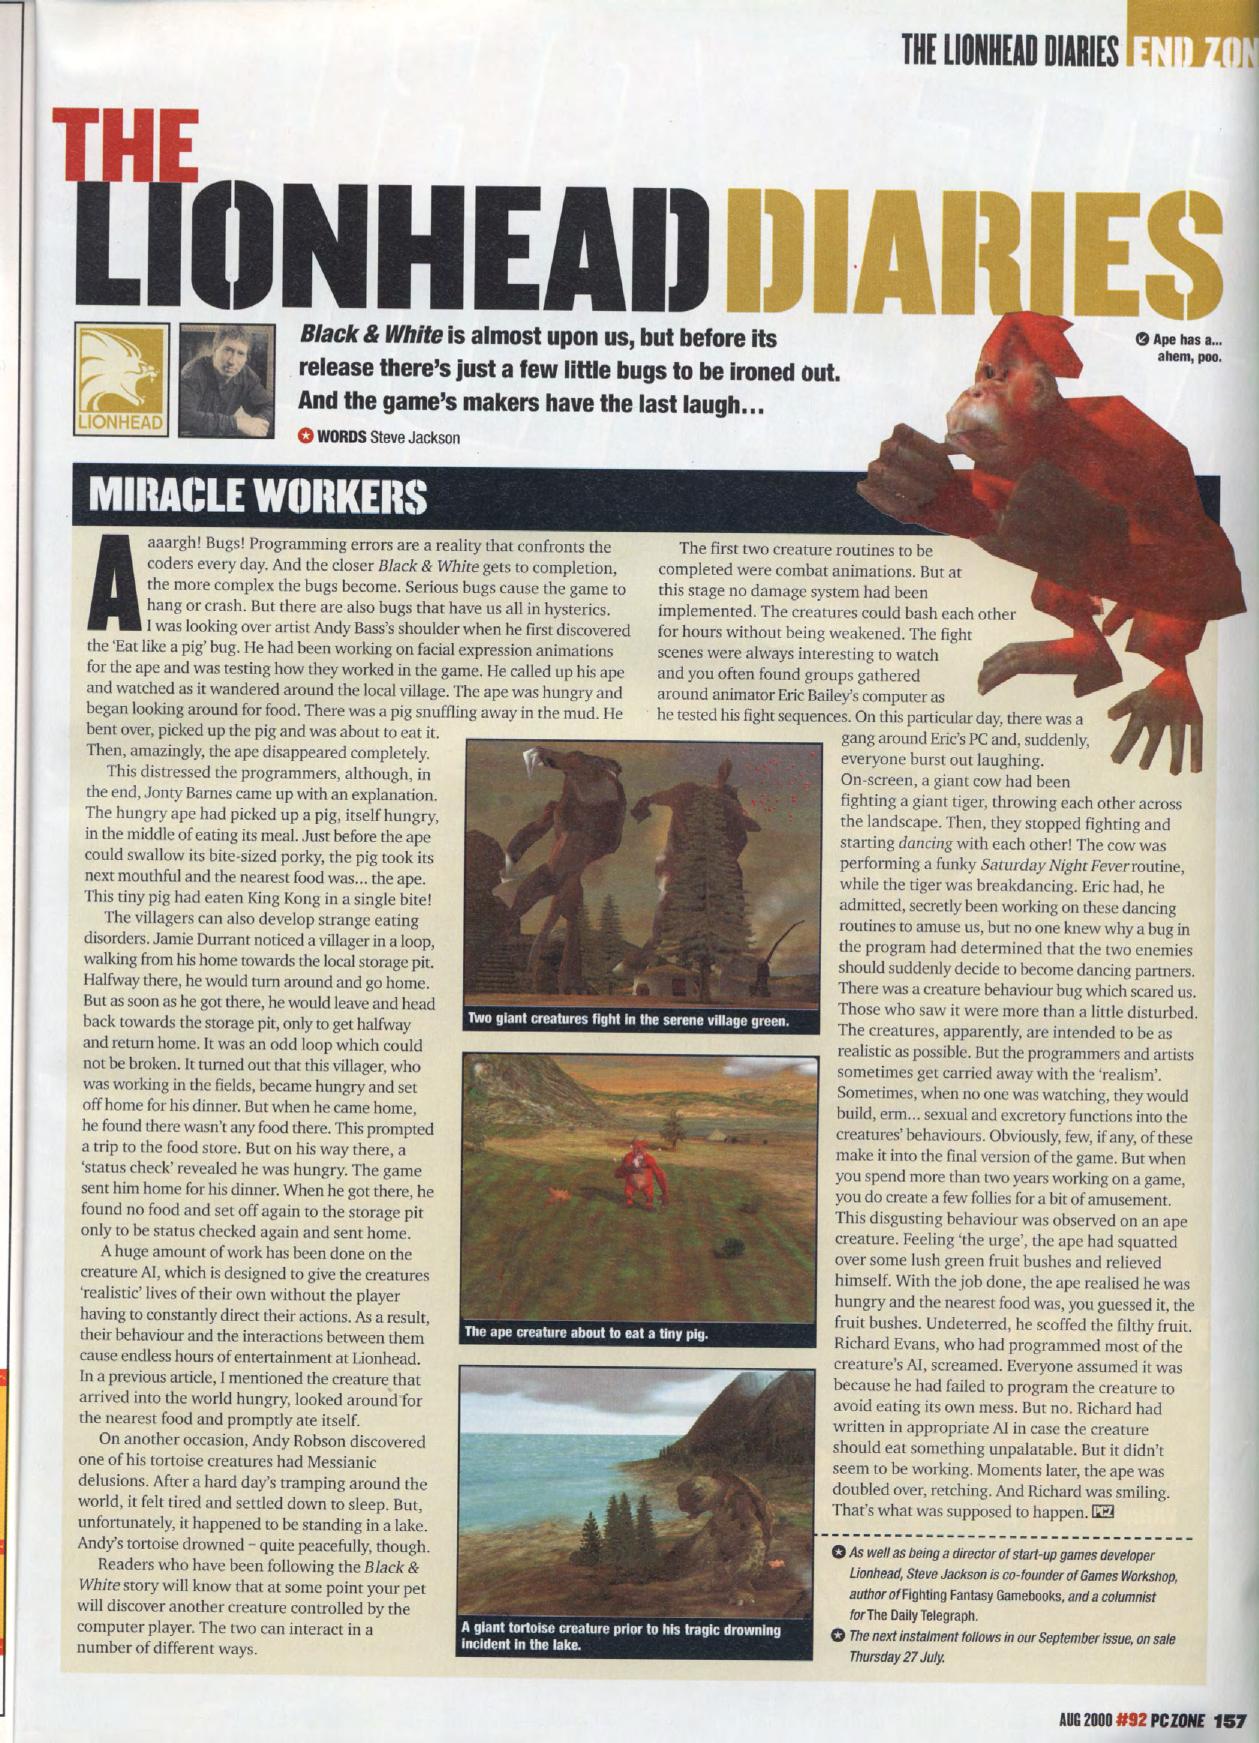 THE LIONHEAD DIARIES END ZON
THE
LIONHEAD DIARIES
LIONHEAD
Black & White is almost upon us, but before its
release there's just a few little bugs to be ironed out.
And the game's makers have the last laugh...
WORDS Steve Jackson
Ape has a...
ahem, poo.
MIRACLE WORKERS
Aaaargh! Bugs! Programming errors are a reality that confronts the
coders every day. And the closer Black & White gets to completion,
the more complex the bugs become. Serious bugs cause the game to
hang or crash. But there are also bugs that have us all in hysterics.
I was looking over artist Andy Bass's shoulder when he first discovered
the 'Eat like a pig' bug. He had been working on facial expression animations
for the ape and was testing how they worked in the game. He called up his ape
and watched as it wandered around the local village. The ape was hungry and
began looking around for food. There was a pig snuffling away in the mud. He
bent over, picked up the pig and was about to eat it.
Then, amazingly, the ape disappeared completely.
This distressed the programmers, although, in
the end, Jonty Barnes came up with an explanation.
The hungry ape had picked up a pig, itself hungry,
in the middle of eating its meal. Just before the ape
could swallow its bite-sized porky, the pig took its
next mouthful and the nearest food was... the ape.
This tiny pig had eaten King Kong in a single bite!
The villagers can also develop strange eating
disorders. Jamie Durrant noticed a villager in a loop,
walking from his home towards the local storage pit.
Halfway there, he would turn around and go home.
But as soon as he got there, he would leave and head
back towards the storage pit, only to get halfway
and return home. It was an odd loop which could
not be broken. It turned out that this villager, who
was working in the fields, became hungry and set
off home for his dinner. But when he came home,
he found there wasn't any food there. This prompted
a trip to the food store. But on his way there, a
'status check' revealed he was hungry. The game
sent him home for his dinner. When he got there, he
found no food and set off again to the storage pit
only to be status checked again and sent home.
A huge amount of work has been done on the
creature AI, which is designed to give the creatures
'realistic' lives of their own without the player
having to constantly direct their actions. As a result,
their behaviour and the interactions between them
cause endless hours of entertainment at Lionhead.
In a previous article, I mentioned the creature that
arrived into the world hungry, looked around for
the nearest food and promptly ate itself.
On another occasion, Andy Robson discovered
one of his tortoise creatures had Messianic
delusions. After a hard day's tramping around the
world, it felt tired and settled down to sleep. But,
unfortunately, it happened to be standing in a lake.
Andy's tortoise drowned – quite peacefully, though.
Readers who have been following the Black &
White story will know that at some point your pet
will discover another creature controlled by the
computer player. The two can interact in a
number of different ways.
Two giant creatures fight in the serene village green.
The ape creature about to eat a tiny pig.
A giant tortoise creature prior to his tragic drowning
incident in the lake.
The first two creature routines to be
completed were combat animations. But at
this stage no damage system had been
implemented. The creatures could bash each other
for hours without being weakened. The fight
scenes were always interesting to watch
and you often found groups gathered
around animator Eric Bailey's computer as
he tested his fight sequences. On this particular day, there was a
gang around Eric's PC and, suddenly,
everyone burst out laughing.
On-screen, a giant cow had been
fighting a giant tiger, throwing each other across
the landscape. Then, they stopped fighting and
starting dancing with each other! The cow was
performing a funky Saturday Night Fever routine,
while the tiger was breakdancing. Eric had, he
admitted, secretly been working on these dancing
routines to amuse us, but no one knew why a bug in
the program had determined that the two enemies
should suddenly decide to become dancing partners.
There was a creature behaviour bug which scared us.
Those who saw it were more than a little disturbed.
The creatures, apparently, are intended to be as
realistic as possible. But the programmers and artists
sometimes get carried away with the 'realism'.
Sometimes, when no one was watching, they would
build, erm... sexual and excretory functions into the
creatures' behaviours. Obviously, few, if any, of these
make it into the final version of the game. But when
you spend more than two years working on a game,
you do create a few follies for a bit of amusement.
This disgusting behaviour was observed on an ape
creature. Feeling 'the urge', the ape had squatted
over some lush green fruit bushes and relieved
himself. With the job done, the ape realised he was
hungry and the nearest food was, you guessed it, the
fruit bushes. Undeterred, he scoffed the filthy fruit.
Richard Evans, who had programmed most of the
creature's AI, screamed. Everyone assumed it was
because he had failed to program the creature to
avoid eating its own mess. But no. Richard had
written in appropriate AI in case the creature
should eat something unpalatable. But it didn't
seem to be working. Moments later, the ape was
doubled over, retching. And Richard was smiling.
That's what was supposed to happen. PCZ
As well as being a director of start-up games developer
Lionhead, Steve Jackson is co-founder of Games Workshop,
author of Fighting Fantasy Gamebooks, and a columnist
for The Daily Telegraph.
The next instalment follows in our September issue, on sale
Thursday 27 July.
AUG 2000 #92 PCZONE 157